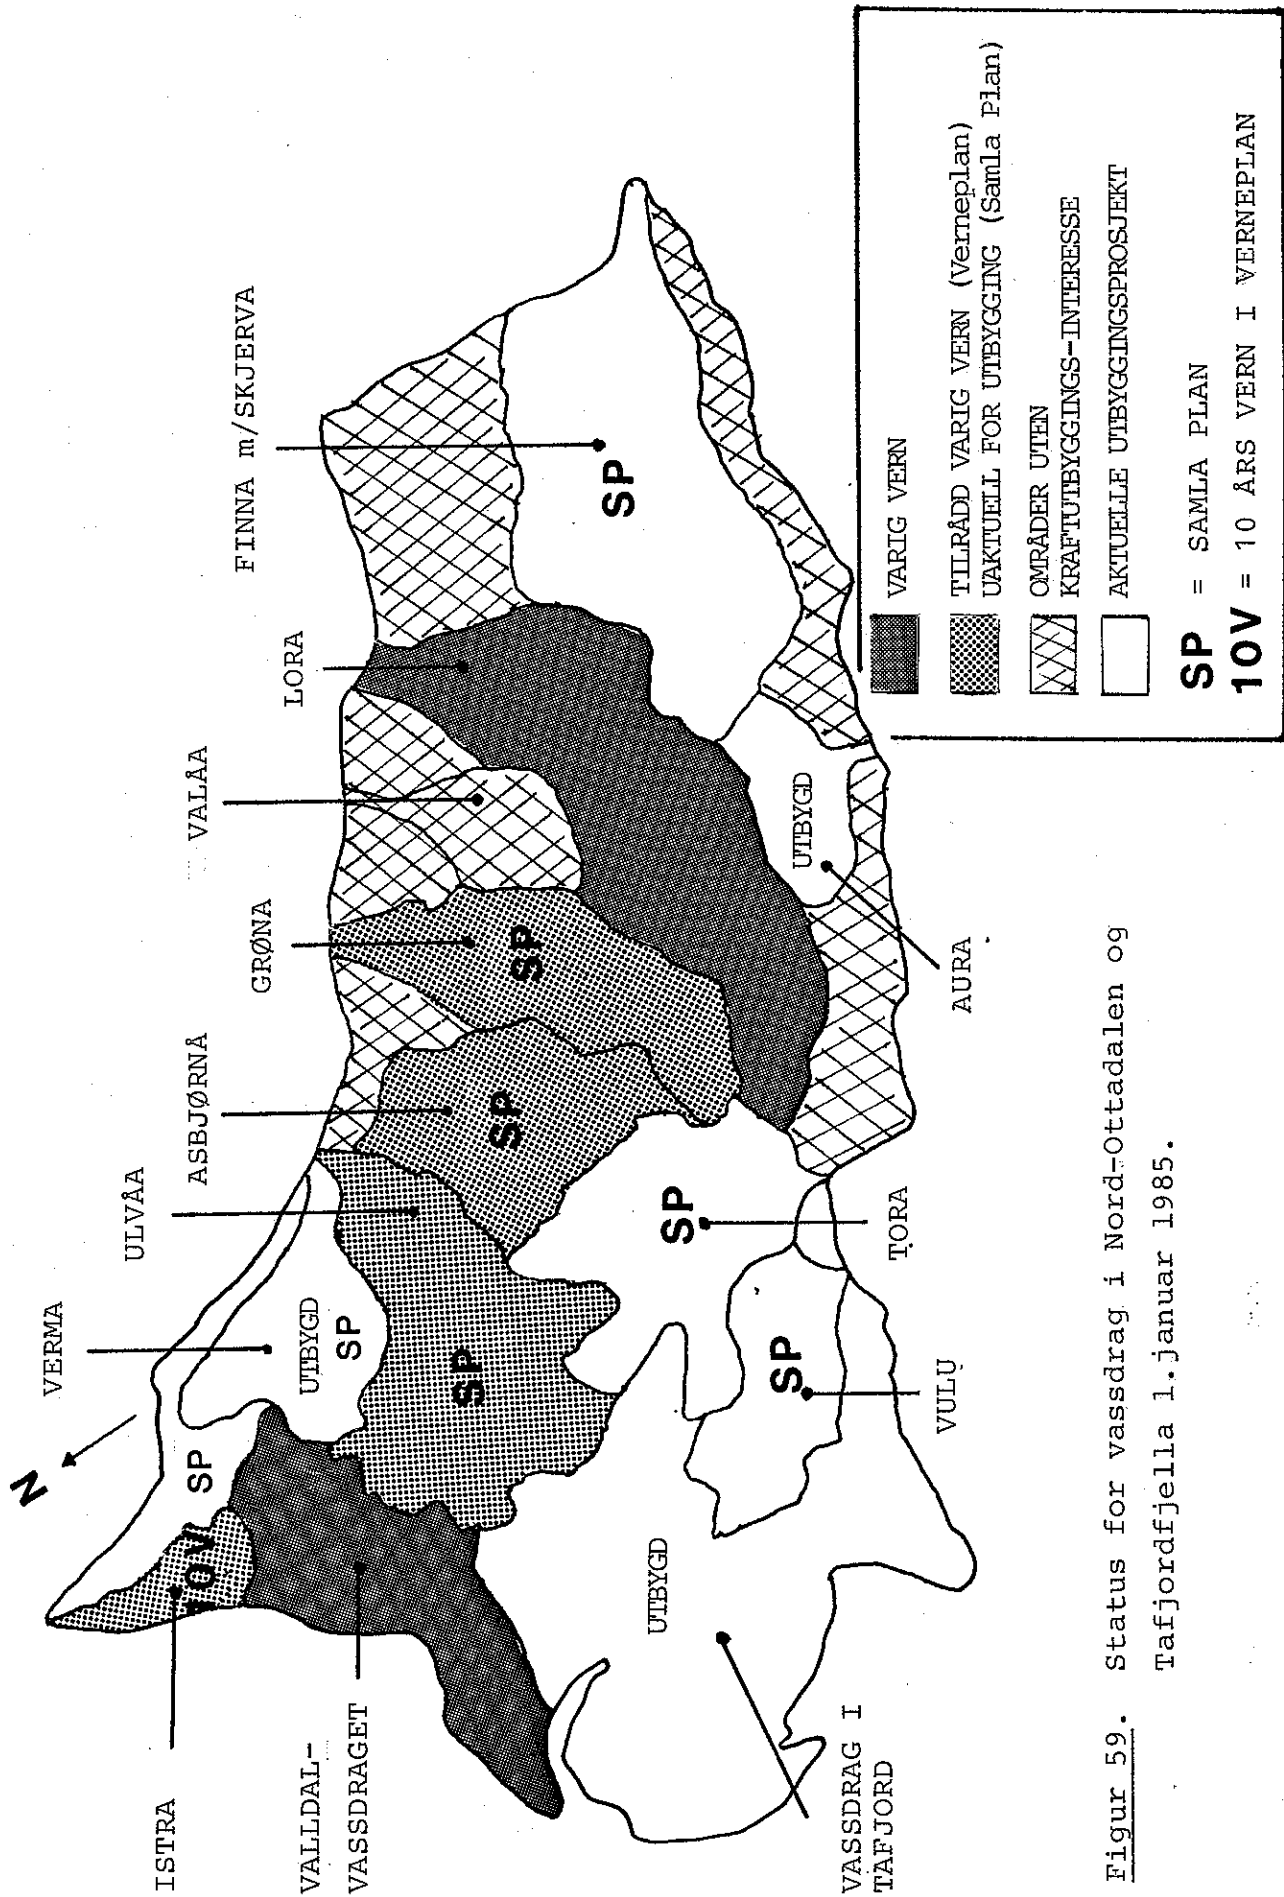 N
ISTRA
VERMA
ULVÅA
ASBJØRNÅ
GRØNA
VALÅA
LORA
FINNA m/SKJERVA
VALLDAL-
VASSDRAGET
VASSDRAG I
TAFJORD
VULU
TORA
AURA
10V
SP
UTBYGD
SP
SP
SP
SP
SP
SP
SP
UTBYGD
UTBYGD
VARIG VERN
TILRÅDD VARIG VERN (Verneplan)
UAKTUELL FOR UTBYGGING (Samla Plan)
OMRÅDER UTEN
KRAFTUTBYGGINGS-INTERESSE
AKTUELLE UTBYGGINGSPROSJEKT
SP = SAMLA PLAN
10V = 10 ÅRS VERN I VERNEPLAN
Figur 59. Status for vassdrag i Nord-Ottadalen og
Tafjordfjella 1.januar 1985.